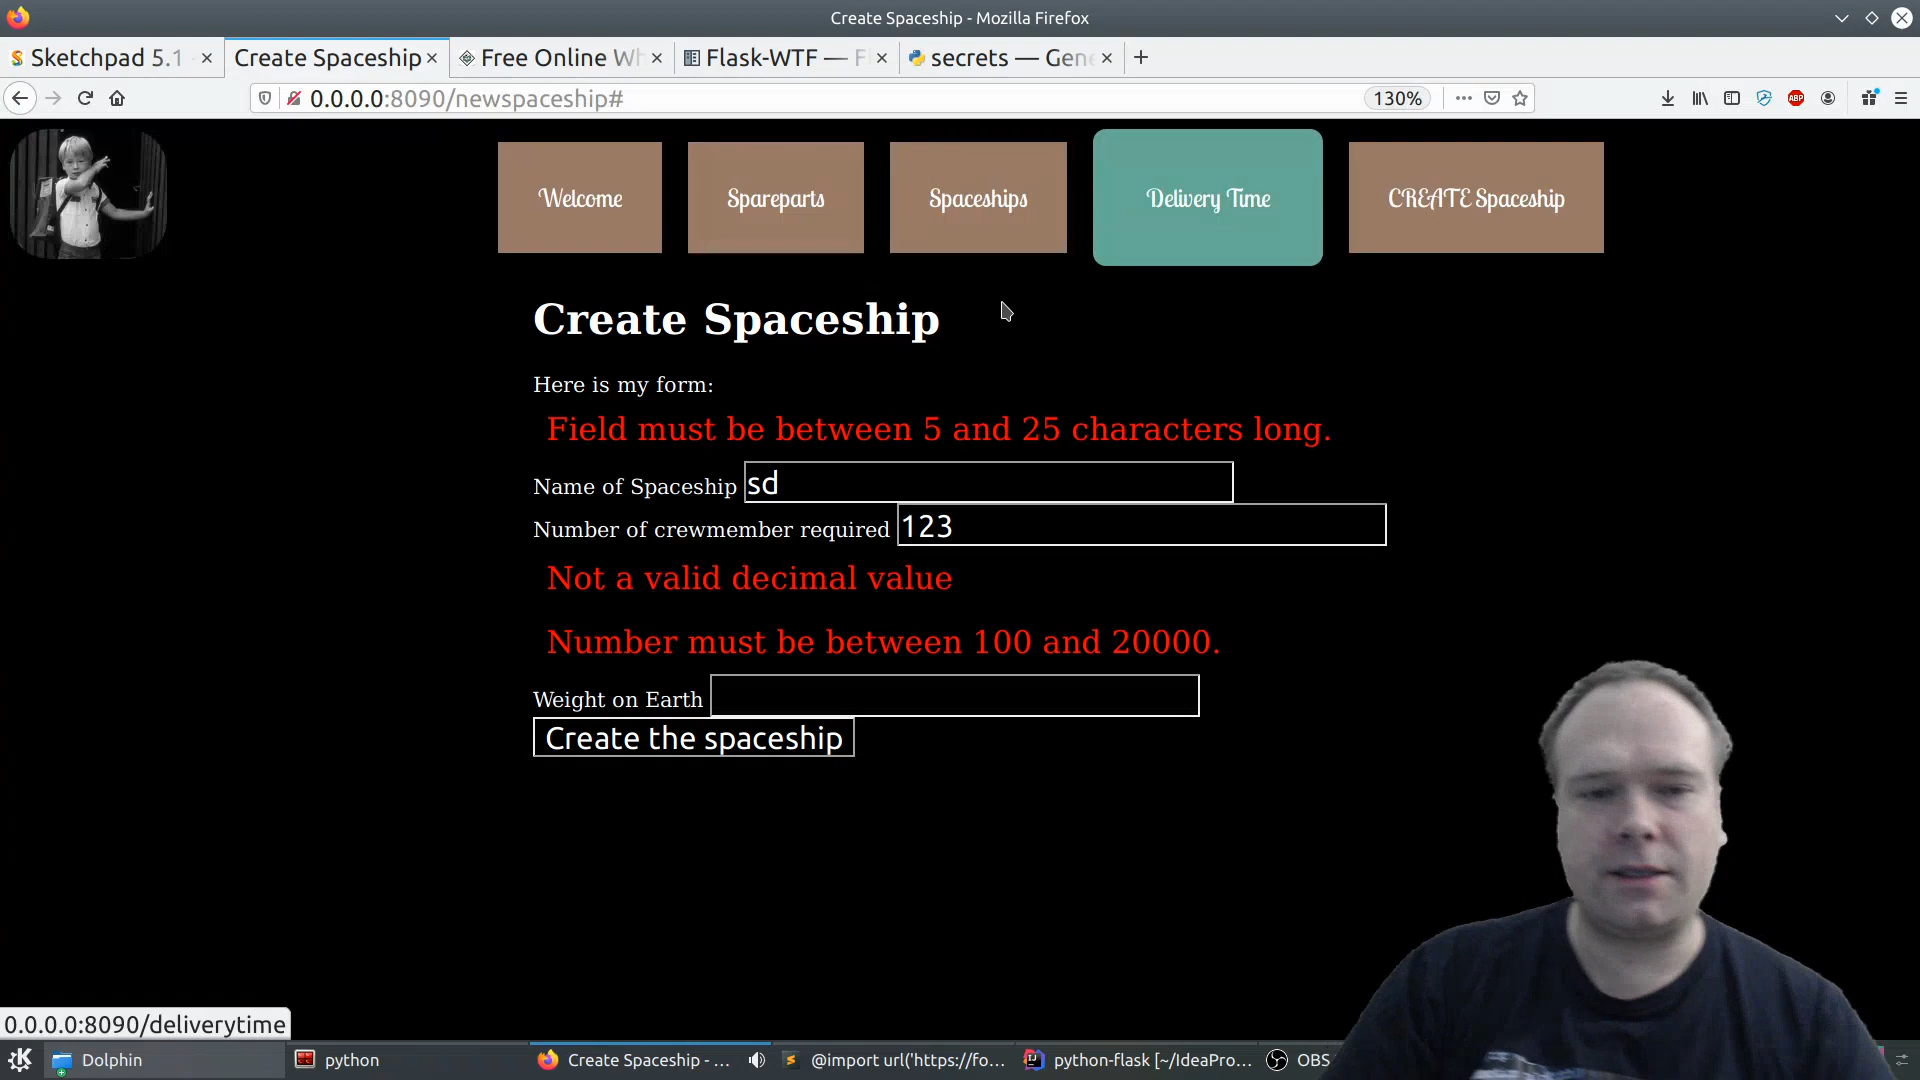 Create Spaceship - Mozilla Firefox
Sketchpad 5.1
Create Spaceship
Free Online Wh
Flask-WTF — F
secrets — Gene
0.0.0.0:8090/newspaceship#
130%
ABP
Welcome
Spareparts
Spaceships
Delivery Time
CREATE Spaceship
Create Spaceship
Here is my form:
Field must be between 5 and 25 characters long.
Name of Spaceship sd
Number of crewmember required 123
Not a valid decimal value
Number must be between 100 and 20000.
Weight on Earth
Create the spaceship
0.0.0.0:8090/deliverytime
Dolphin
python
Create Spaceship - ...
@import url('https://fo...
python-flask [~/IdeaPro...
OBS